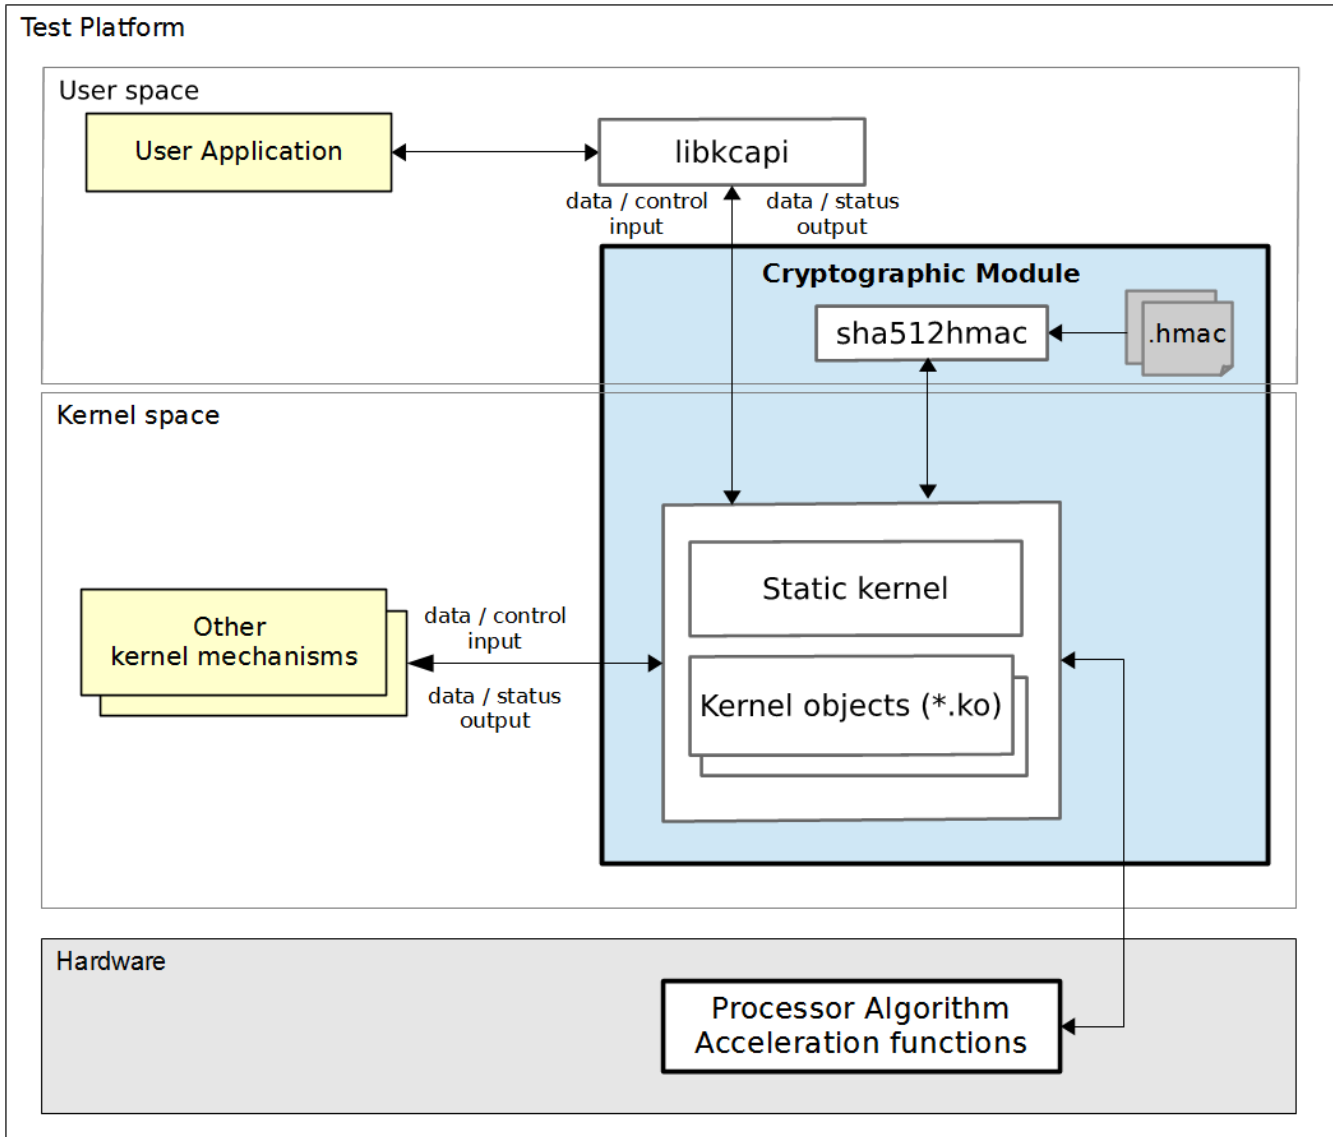 Test Platform
User space
User Application
libkcapi
data / control
input
data / status
output
Cryptographic Module
sha512hmac
.hmac
Kernel space
Static kernel
Other
kernel mechanisms
data / control
input
data / status
output
Kernel objects (*.ko)
Hardware
Processor Algorithm
Acceleration functions